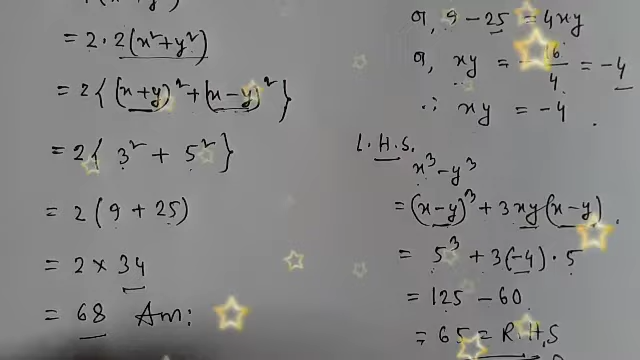 = 2 · 2(x² + y²)
= 2{(x+y)² + (x-y)²}
= 2{3² + 5²}
= 2(9 + 25)
= 2 × 34
= 68 Ans:
or, 9 - 25 = 4xy
or, xy = -16/4 = -4
∴ xy = -4 .
L.H.S.
x³ - y³
= (x-y)³ + 3xy(x-y)
= 5³ + 3(-4) · 5
= 125 - 60
= 65 = R.H.S